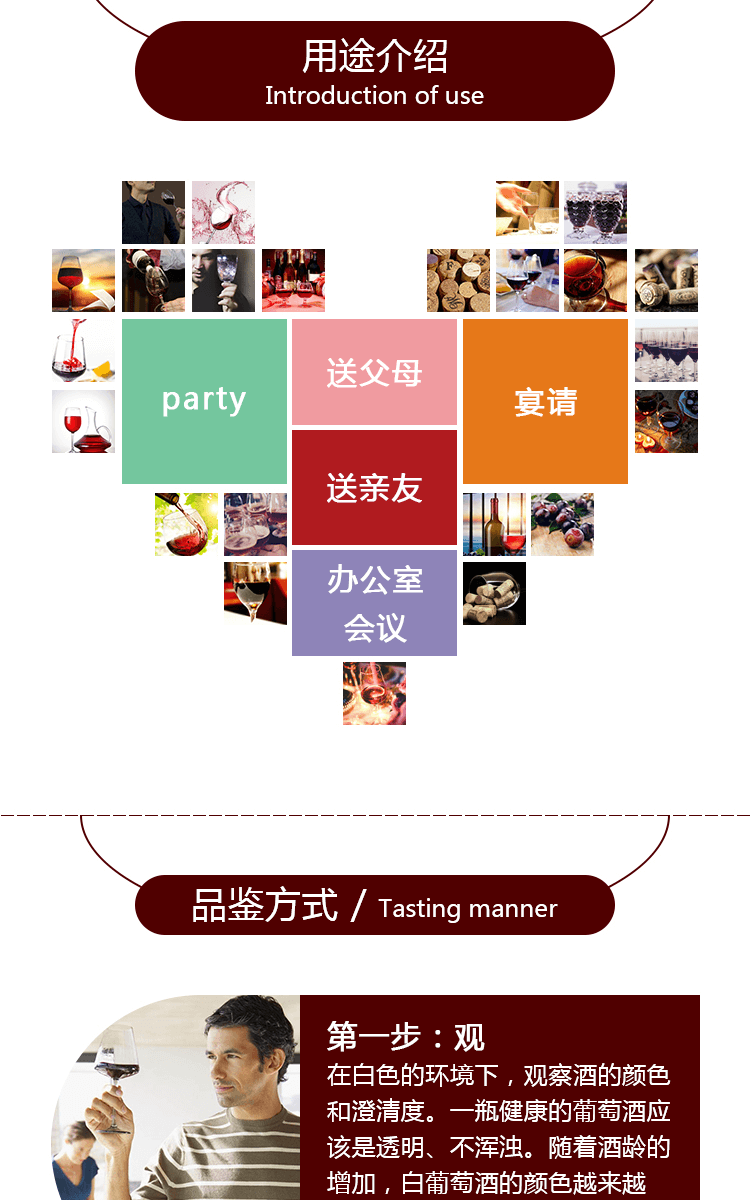 用途介绍
Introduction of use
party
送父母
宴请
送亲友
办公室
会议
品鉴方式 / Tasting manner
第一步：观
在白色的环境下，观察酒的颜色
和澄清度。一瓶健康的葡萄酒应
该是透明、不浑浊。随着酒龄的
增加，白葡萄酒的颜色越来越